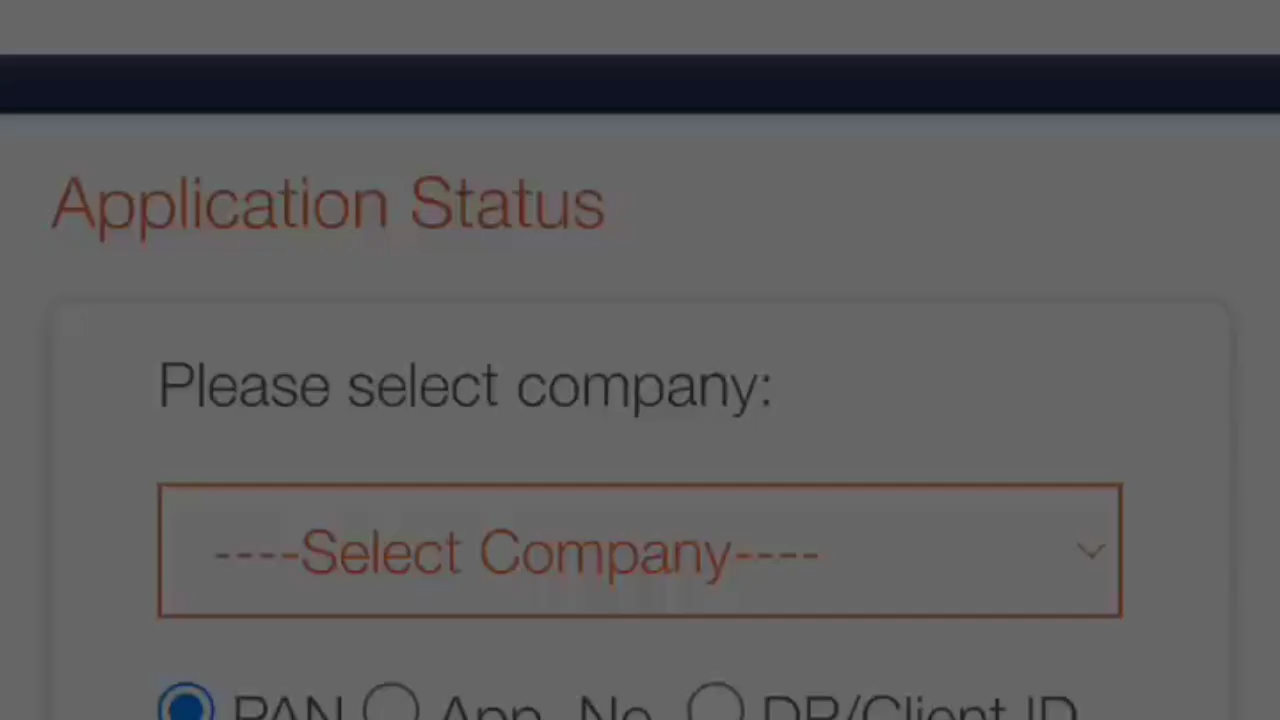 Application Status
Please select company:
----Select Company----
PAN App. No DP/Client ID